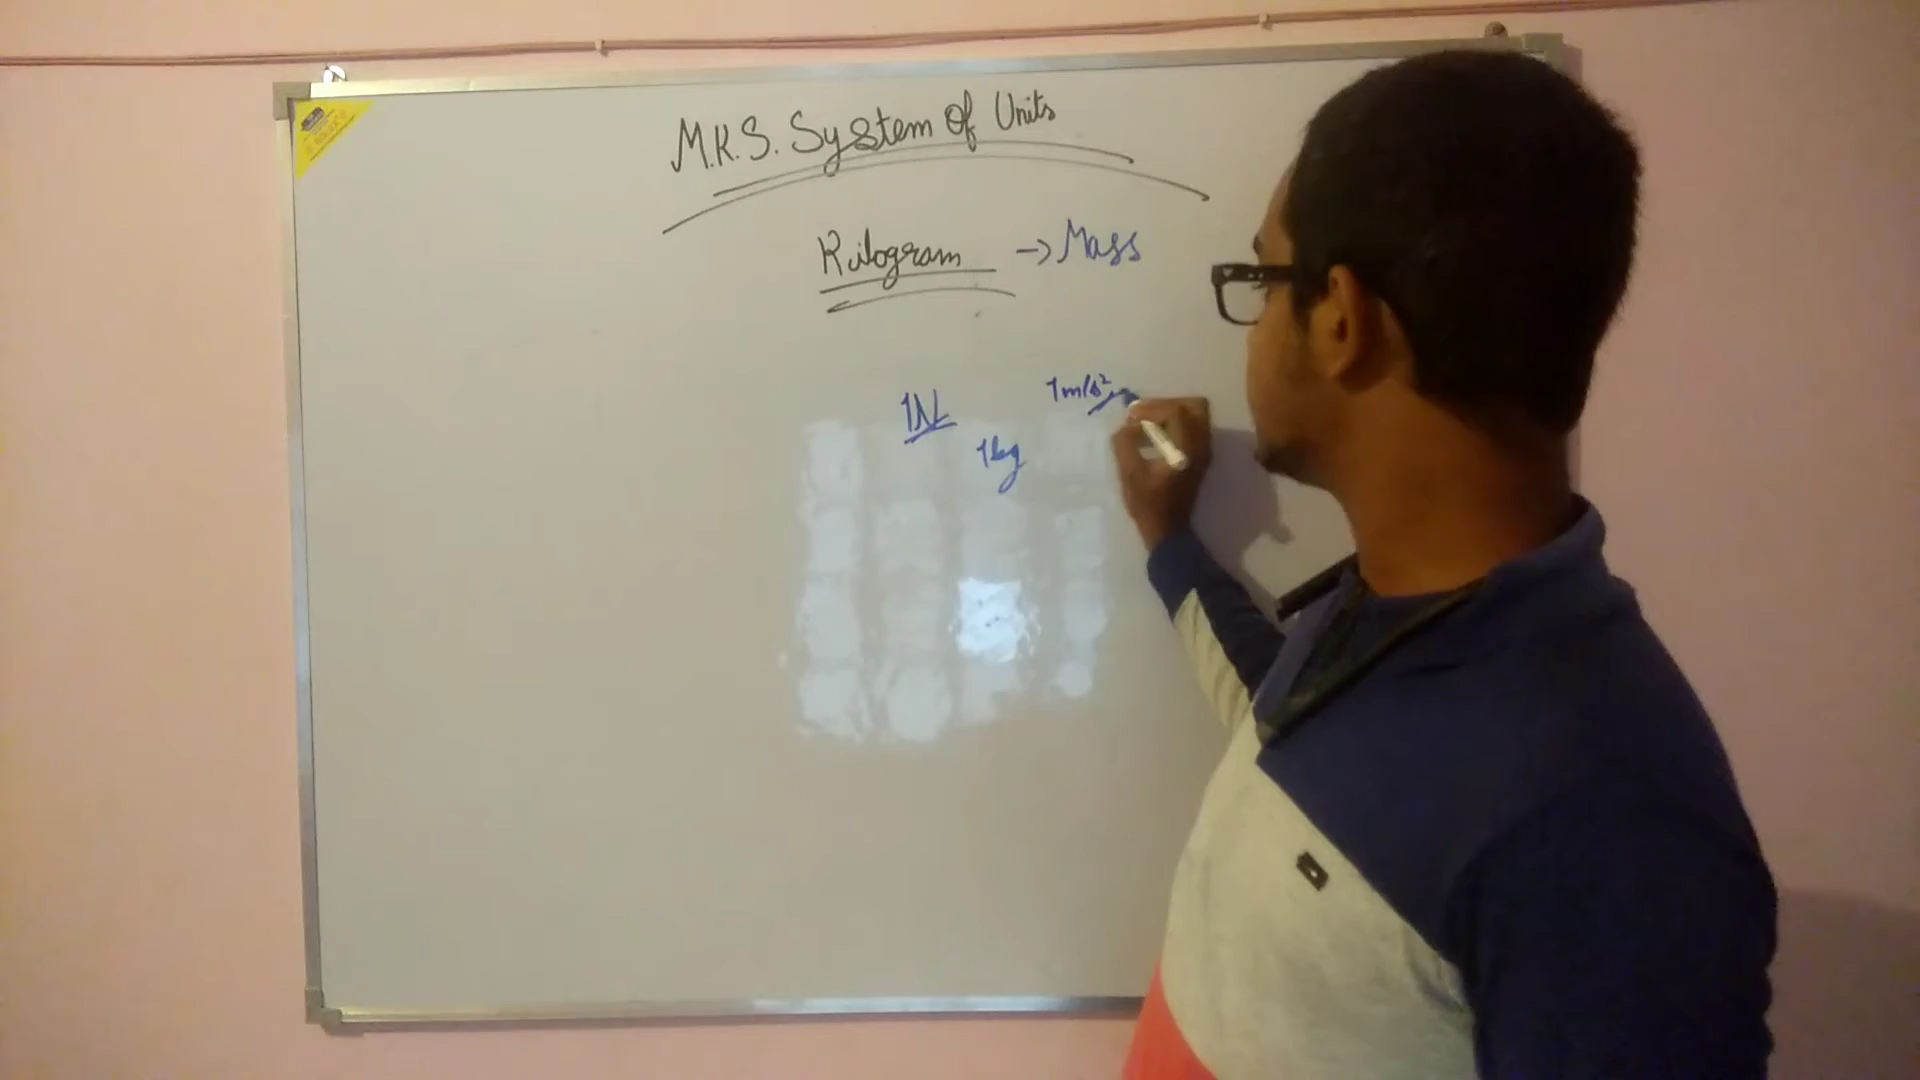 M.K.S. System Of Units
Kilogram → Mass
1m/s²
1N
1kg